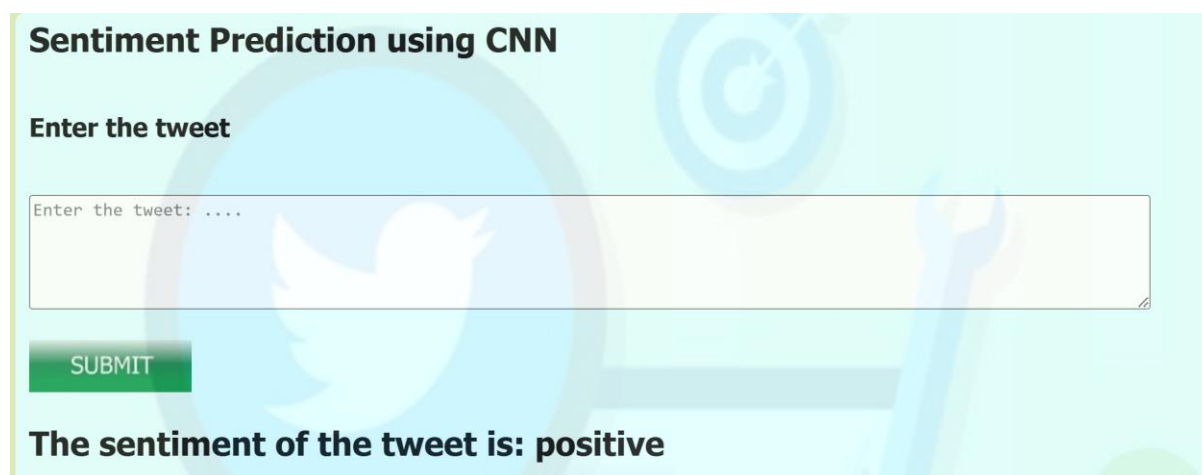 Sentiment Prediction using CNN
Enter the tweet
Enter the tweet: ....
SUBMIT
The sentiment of the tweet is: positive